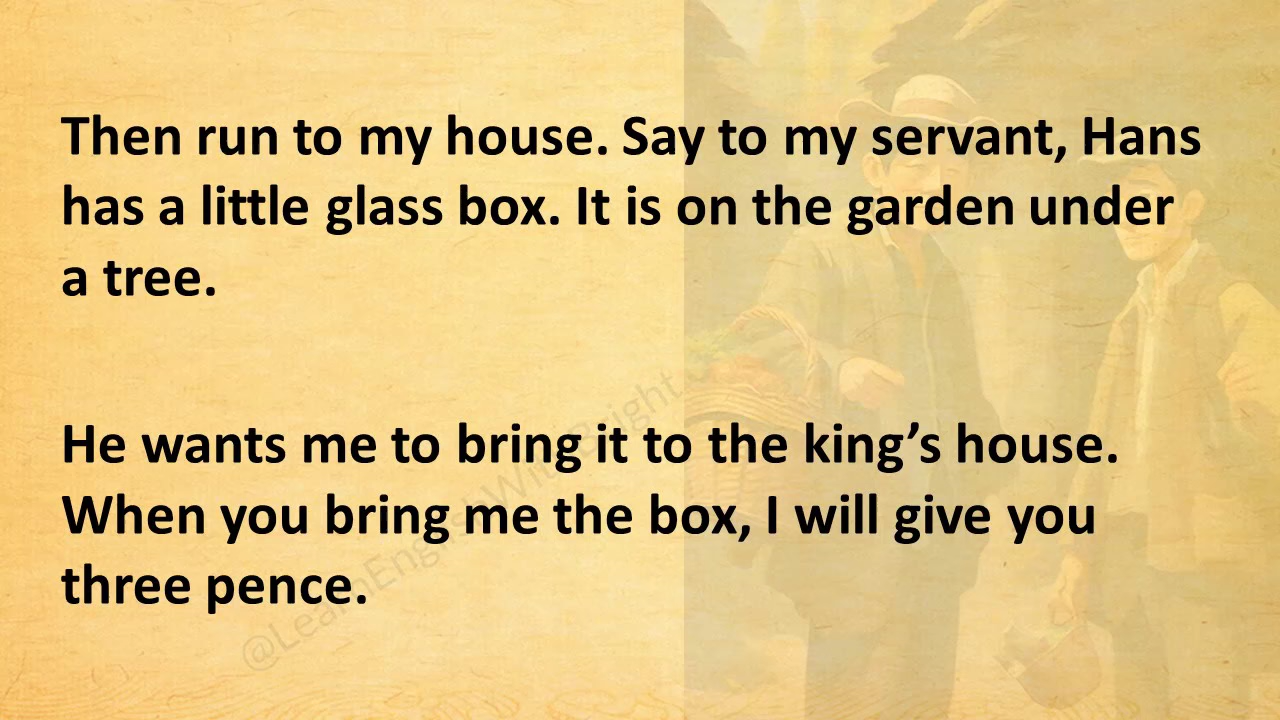 Then run to my house. Say to my servant, Hans
has a little glass box. It is on the garden under
a tree.
He wants me to bring it to the king’s house.
When you bring me the box, I will give you
three pence.
@LearnEnglishWithBright